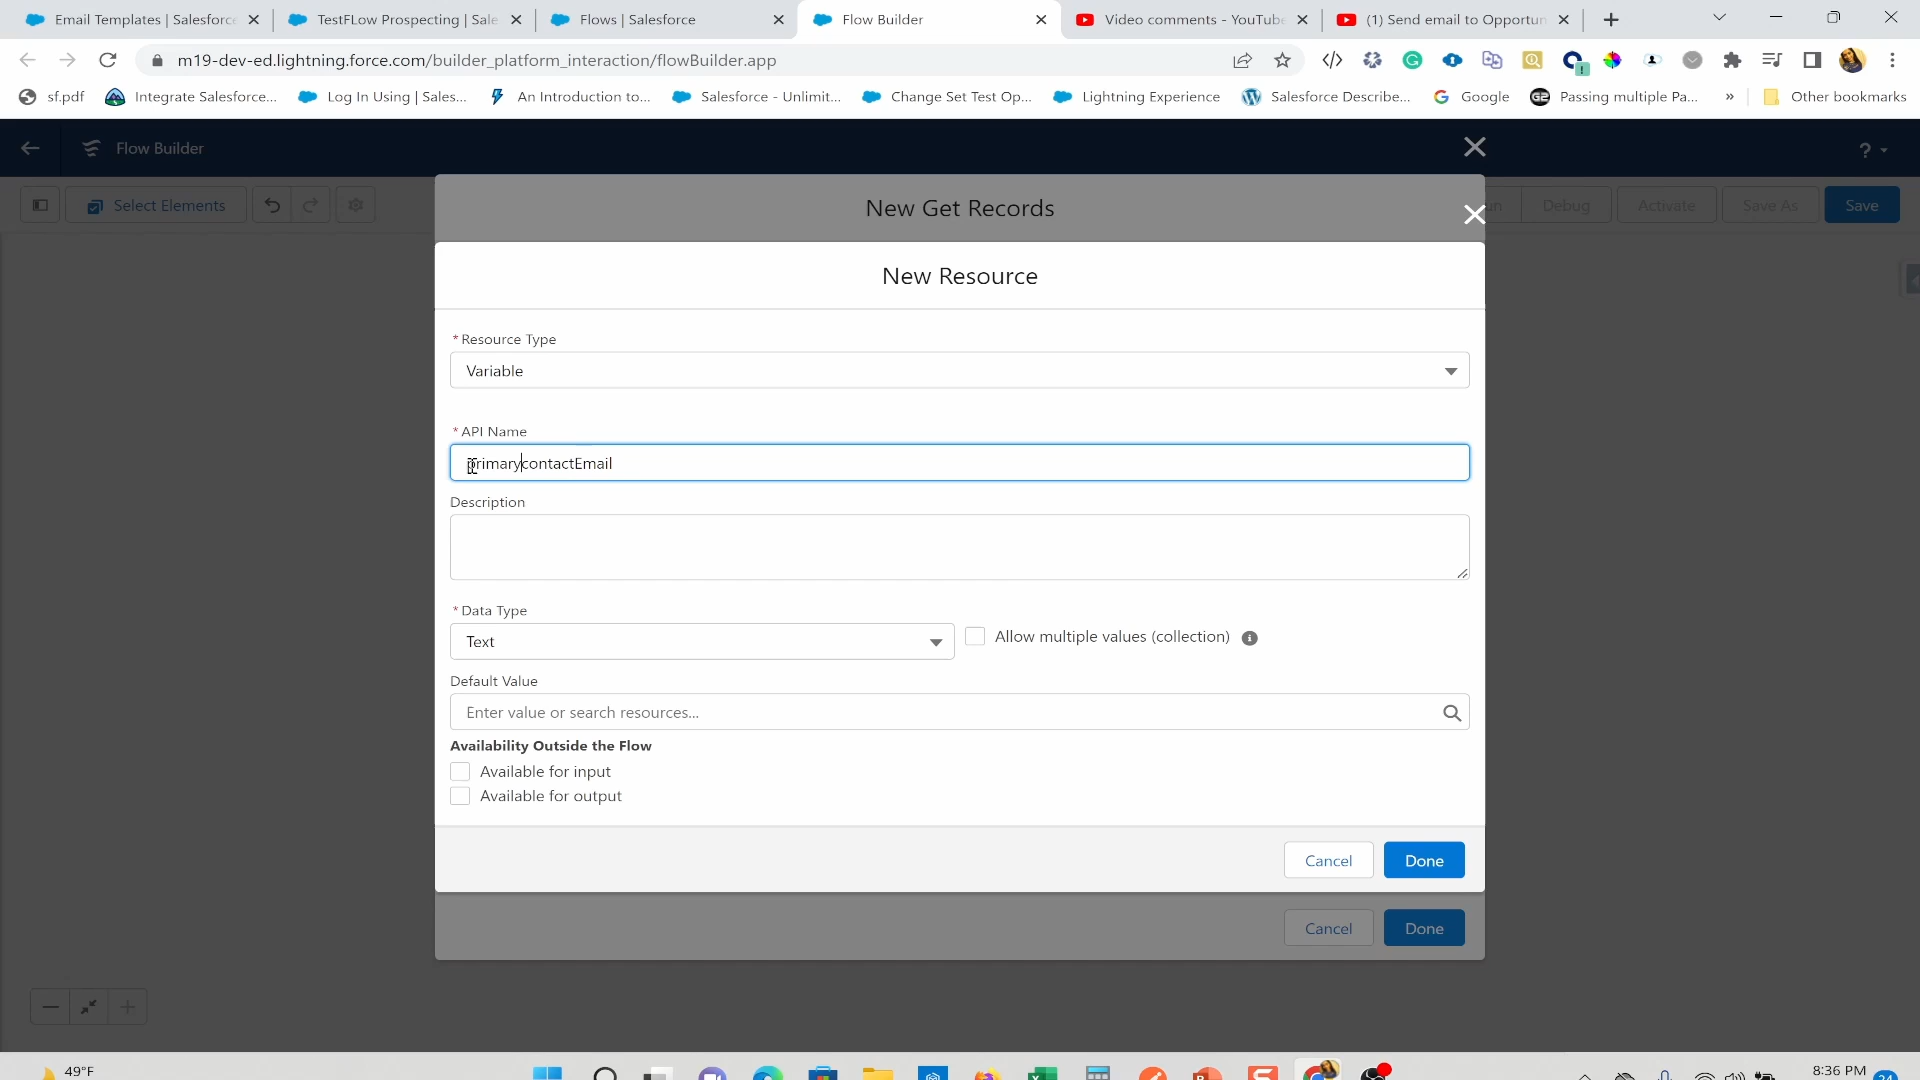 Email Templates | Salesforc
TestFLow Prospecting | Sale
Flows | Salesforce
Flow Builder
Video comments - YouTube
(1) Send email to Opportun
m19-dev-ed.lightning.force.com/builder_platform_interaction/flowBuilder.app
sf.pdf
Integrate Salesforce...
Log In Using | Sales...
An Introduction to...
Salesforce - Unlimit...
Change Set Test Op...
Lightning Experience
Salesforce Describe...
Google
Passing multiple Pa...
»
Other bookmarks
Flow Builder
?
Select Elements
Debug
Activate
Save As
Save
New Get Records
New Resource
* Resource Type
Variable
* API Name
primarycontactEmail
Description
* Data Type
Text
Allow multiple values (collection)
Default Value
Enter value or search resources...
Availability Outside the Flow
Available for input
Available for output
Cancel
Done
Cancel
Done
49°F
8:36 PM
24